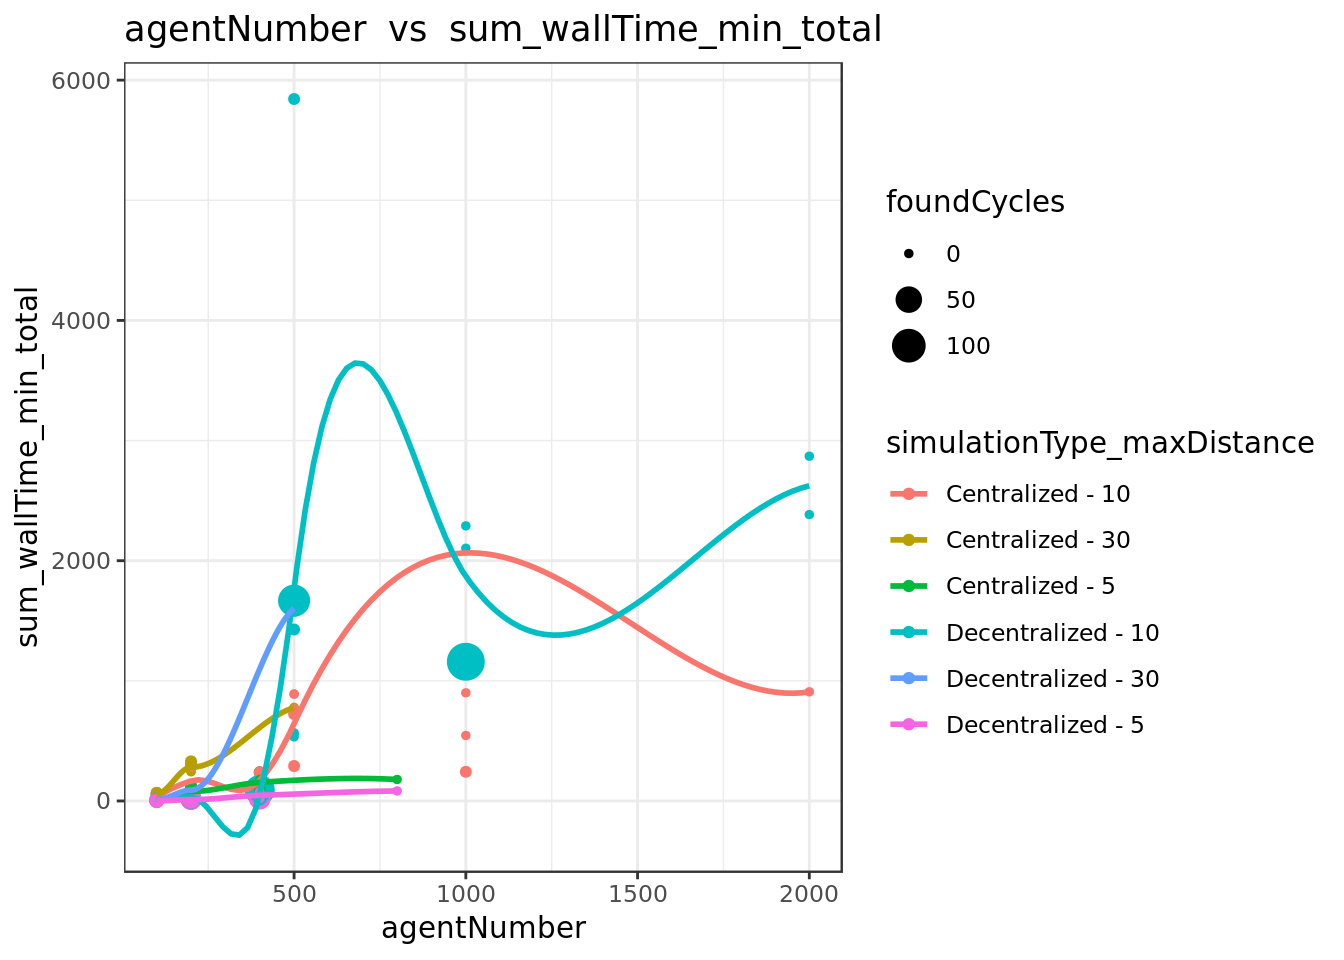 agentNumber  vs  sum_wallTime_min_total
sum_wallTime_min_total
6000
4000
2000
0
500
1000
1500
2000
agentNumber
foundCycles
0
50
100
simulationType_maxDistance
Centralized - 10
Centralized - 30
Centralized - 5
Decentralized - 10
Decentralized - 30
Decentralized - 5